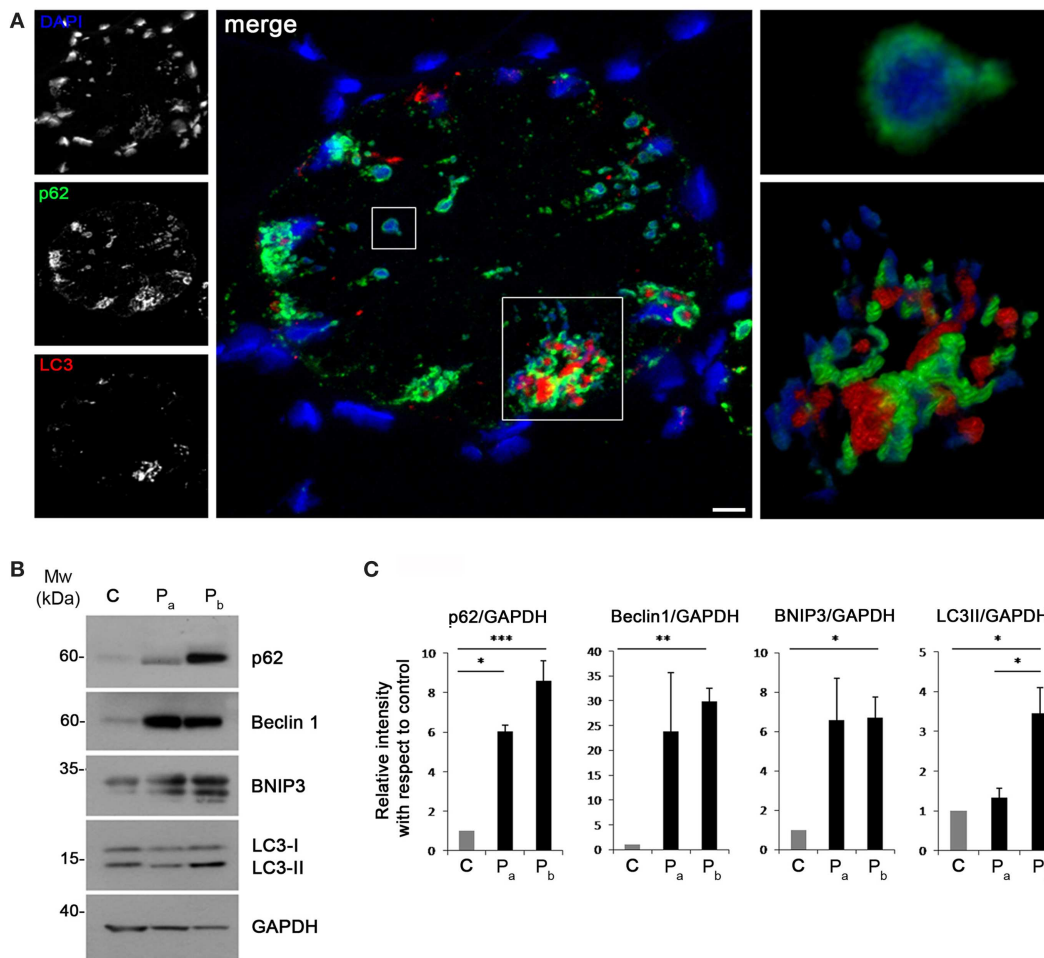 A
DAPI
merge
p62
LC3
B
Mw
(kDa)
C
Pa
Pb
60-
p62
60-
Beclin 1
35-
BNIP3
LC3-I
15-
LC3-II
40-
GAPDH
C
Relative intensity
with respect to control
p62/GAPDH
***
*
10
8
6
4
2
0
C
Pa
Pb
Beclin1/GAPDH
**
40
35
30
25
20
15
10
5
0
C
Pa
Pb
BNIP3/GAPDH
*
10
8
6
4
2
0
C
Pa
Pb
LC3II/GAPDH
*
*
5
4
3
2
1
0
C
Pa
P